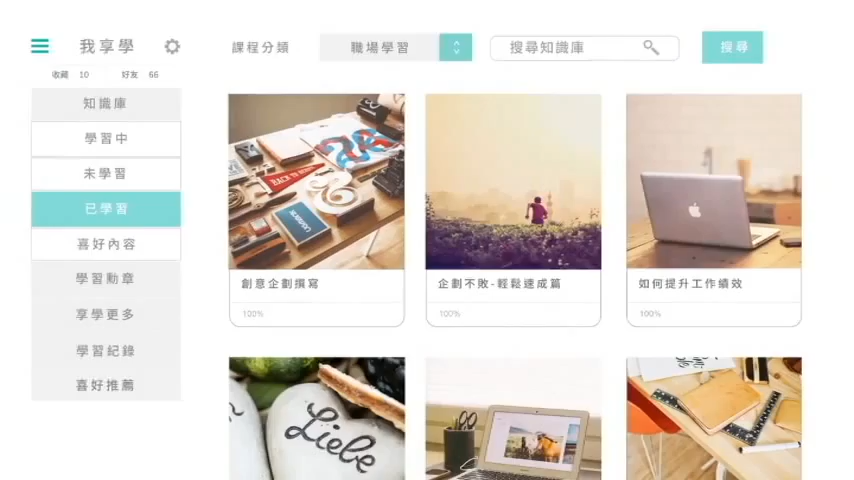 我享學
收藏 10 好友 66
知識庫
學習中
未學習
已學習
喜好內容
學習勳章
享學更多
學習紀錄
喜好推薦
課程分類 職場學習 搜尋知識庫 搜尋
BACK TO
創意企劃撰寫
100%
企劃不敗-輕鬆速成篇
100%
如何提升工作績效
100%
Liebe